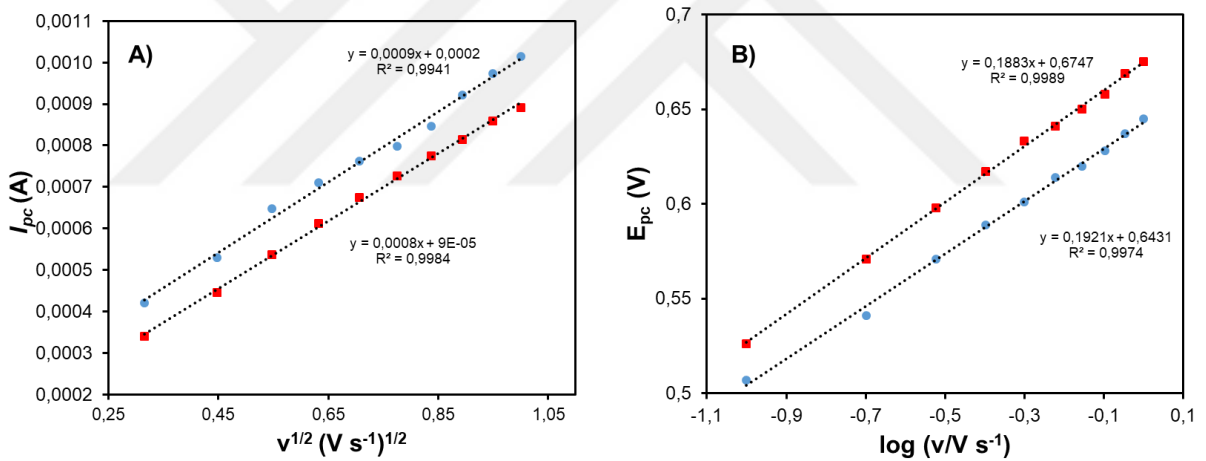 A)
0,0011
0,0010
0,0009
0,0008
0,0007
0,0006
0,0005
0,0004
0,0003
0,0002
I_pc (A)
y = 0,0009x + 0,0002
R² = 0,9941
y = 0,0008x + 9E-05
R² = 0,9984
0,25 0,45 0,65 0,85 1,05
v^1/2 (V s^-1)^1/2
B)
0,7
0,65
0,6
0,55
0,5
E_pc (V)
y = 0,1883x + 0,6747
R² = 0,9989
y = 0,1921x + 0,6431
R² = 0,9974
-1,1 -0,9 -0,7 -0,5 -0,3 -0,1 0,1
log (v/V s^-1)